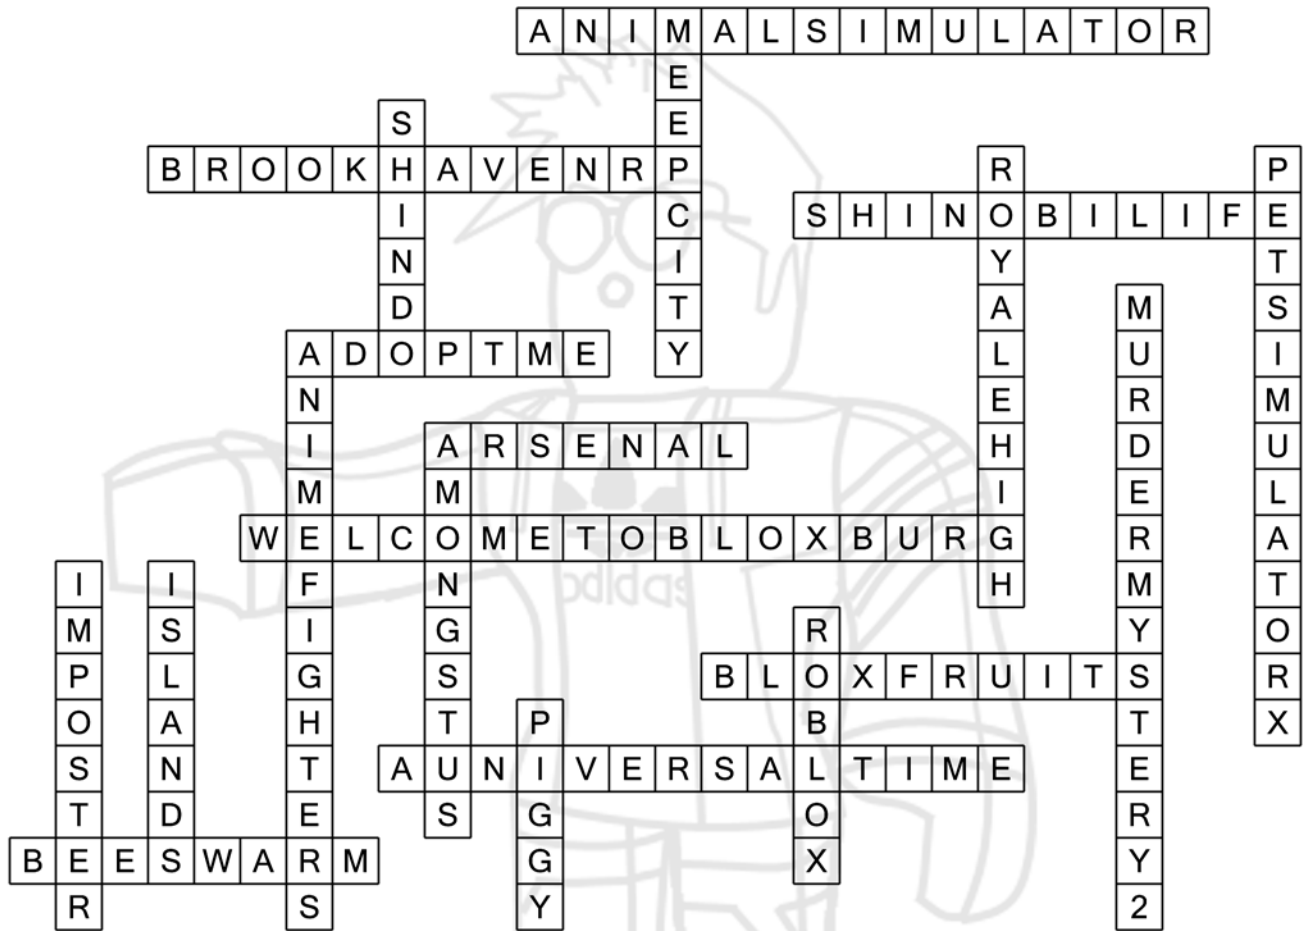 ANIMALSIMULATOR
MEEPCITY
SHINDO
BROOKHAVENRP
ROYALEHIGH
PETSIMULATORX
SHINOBILIFE
MURDERMYSTERY2
ADOPTME
ANIMEFIGHTERS
ARSENAL
AMONGSTUS
WELCOMETOBLOXBURG
IMPOSTER
ISLANDS
ROBLOX
BLOXFRUITS
PIGGY
AUNIVERSALTIME
BEESWARM